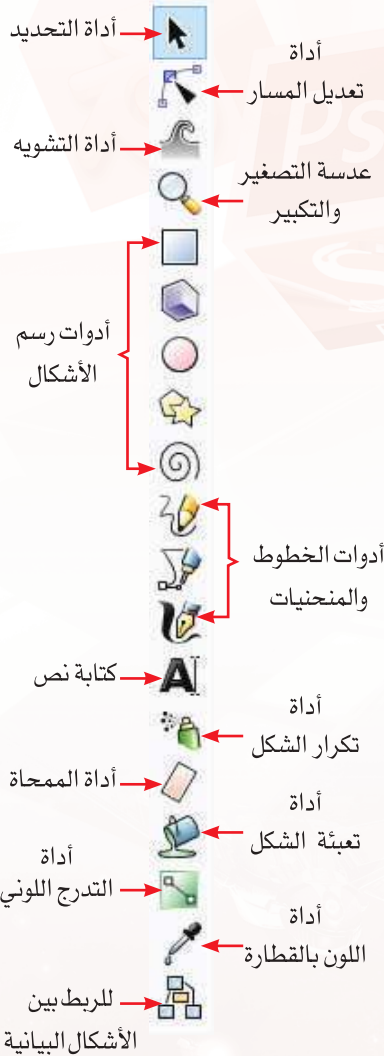 أداة التحديد
أداة
تعديل المسار
أداة التشويه
عدسة التصغير
والتكبير
أدوات رسم
الأشكال
أدوات الخطوط
والمنحنيات
كتابة نص
أداة
تكرار الشكل
أداة الممحاة
أداة
تعبئة الشكل
أداة
التدرج اللوني
أداة
اللون بالقطارة
للربط بين
الأشكال البيانية